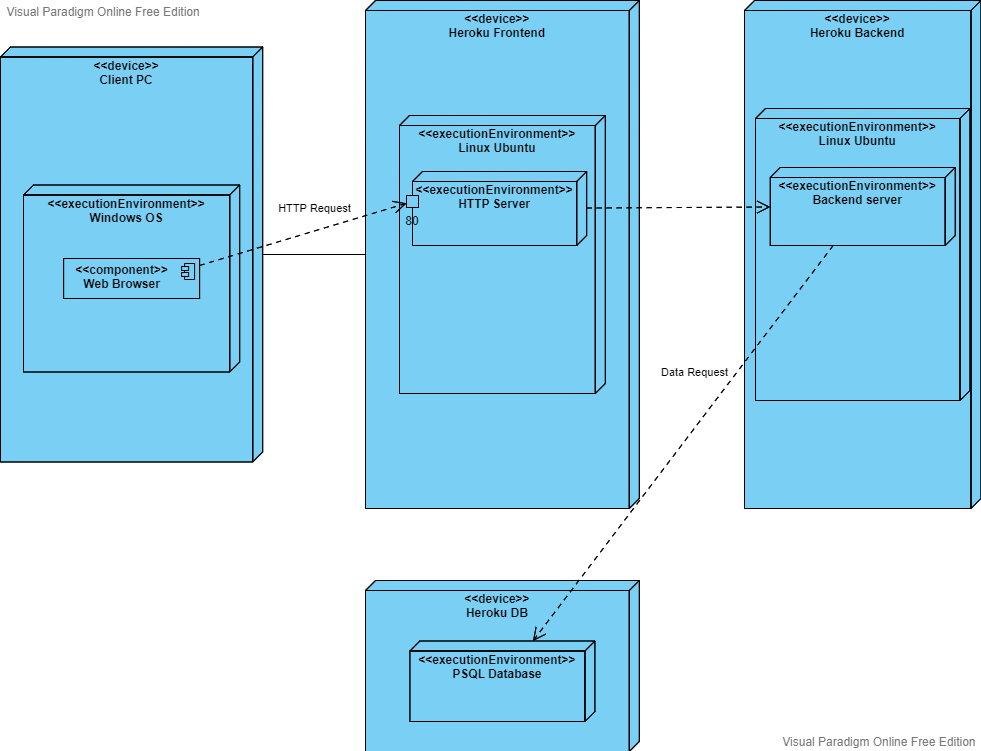 Visual Paradigm Online Free Edition
<<device>>
Client PC
<<executionEnvironment>>
Windows OS
<<component>>
Web Browser
HTTP Request
<<device>>
Heroku Frontend
<<executionEnvironment>>
Linux Ubuntu
<<executionEnvironment>>
HTTP Server
80
<<device>>
Heroku Backend
<<executionEnvironment>>
Linux Ubuntu
<<executionEnvironment>>
Backend server
Data Request
<<device>>
Heroku DB
<<executionEnvironment>>
PSQL Database
Visual Paradigm Online Free Edition